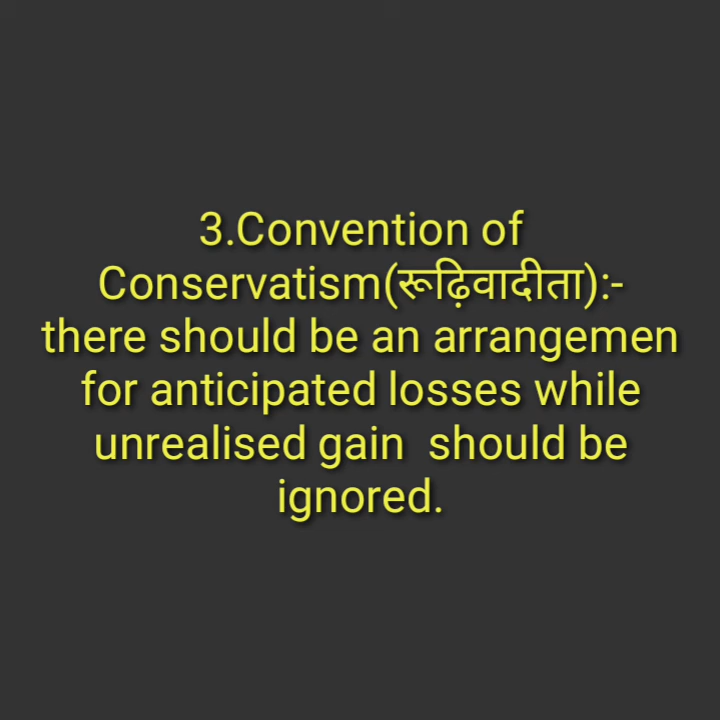 3.Convention of
Conservatism(रूढ़िवादीता):-
there should be an arrangemen
for anticipated losses while
unrealised gain  should be
ignored.